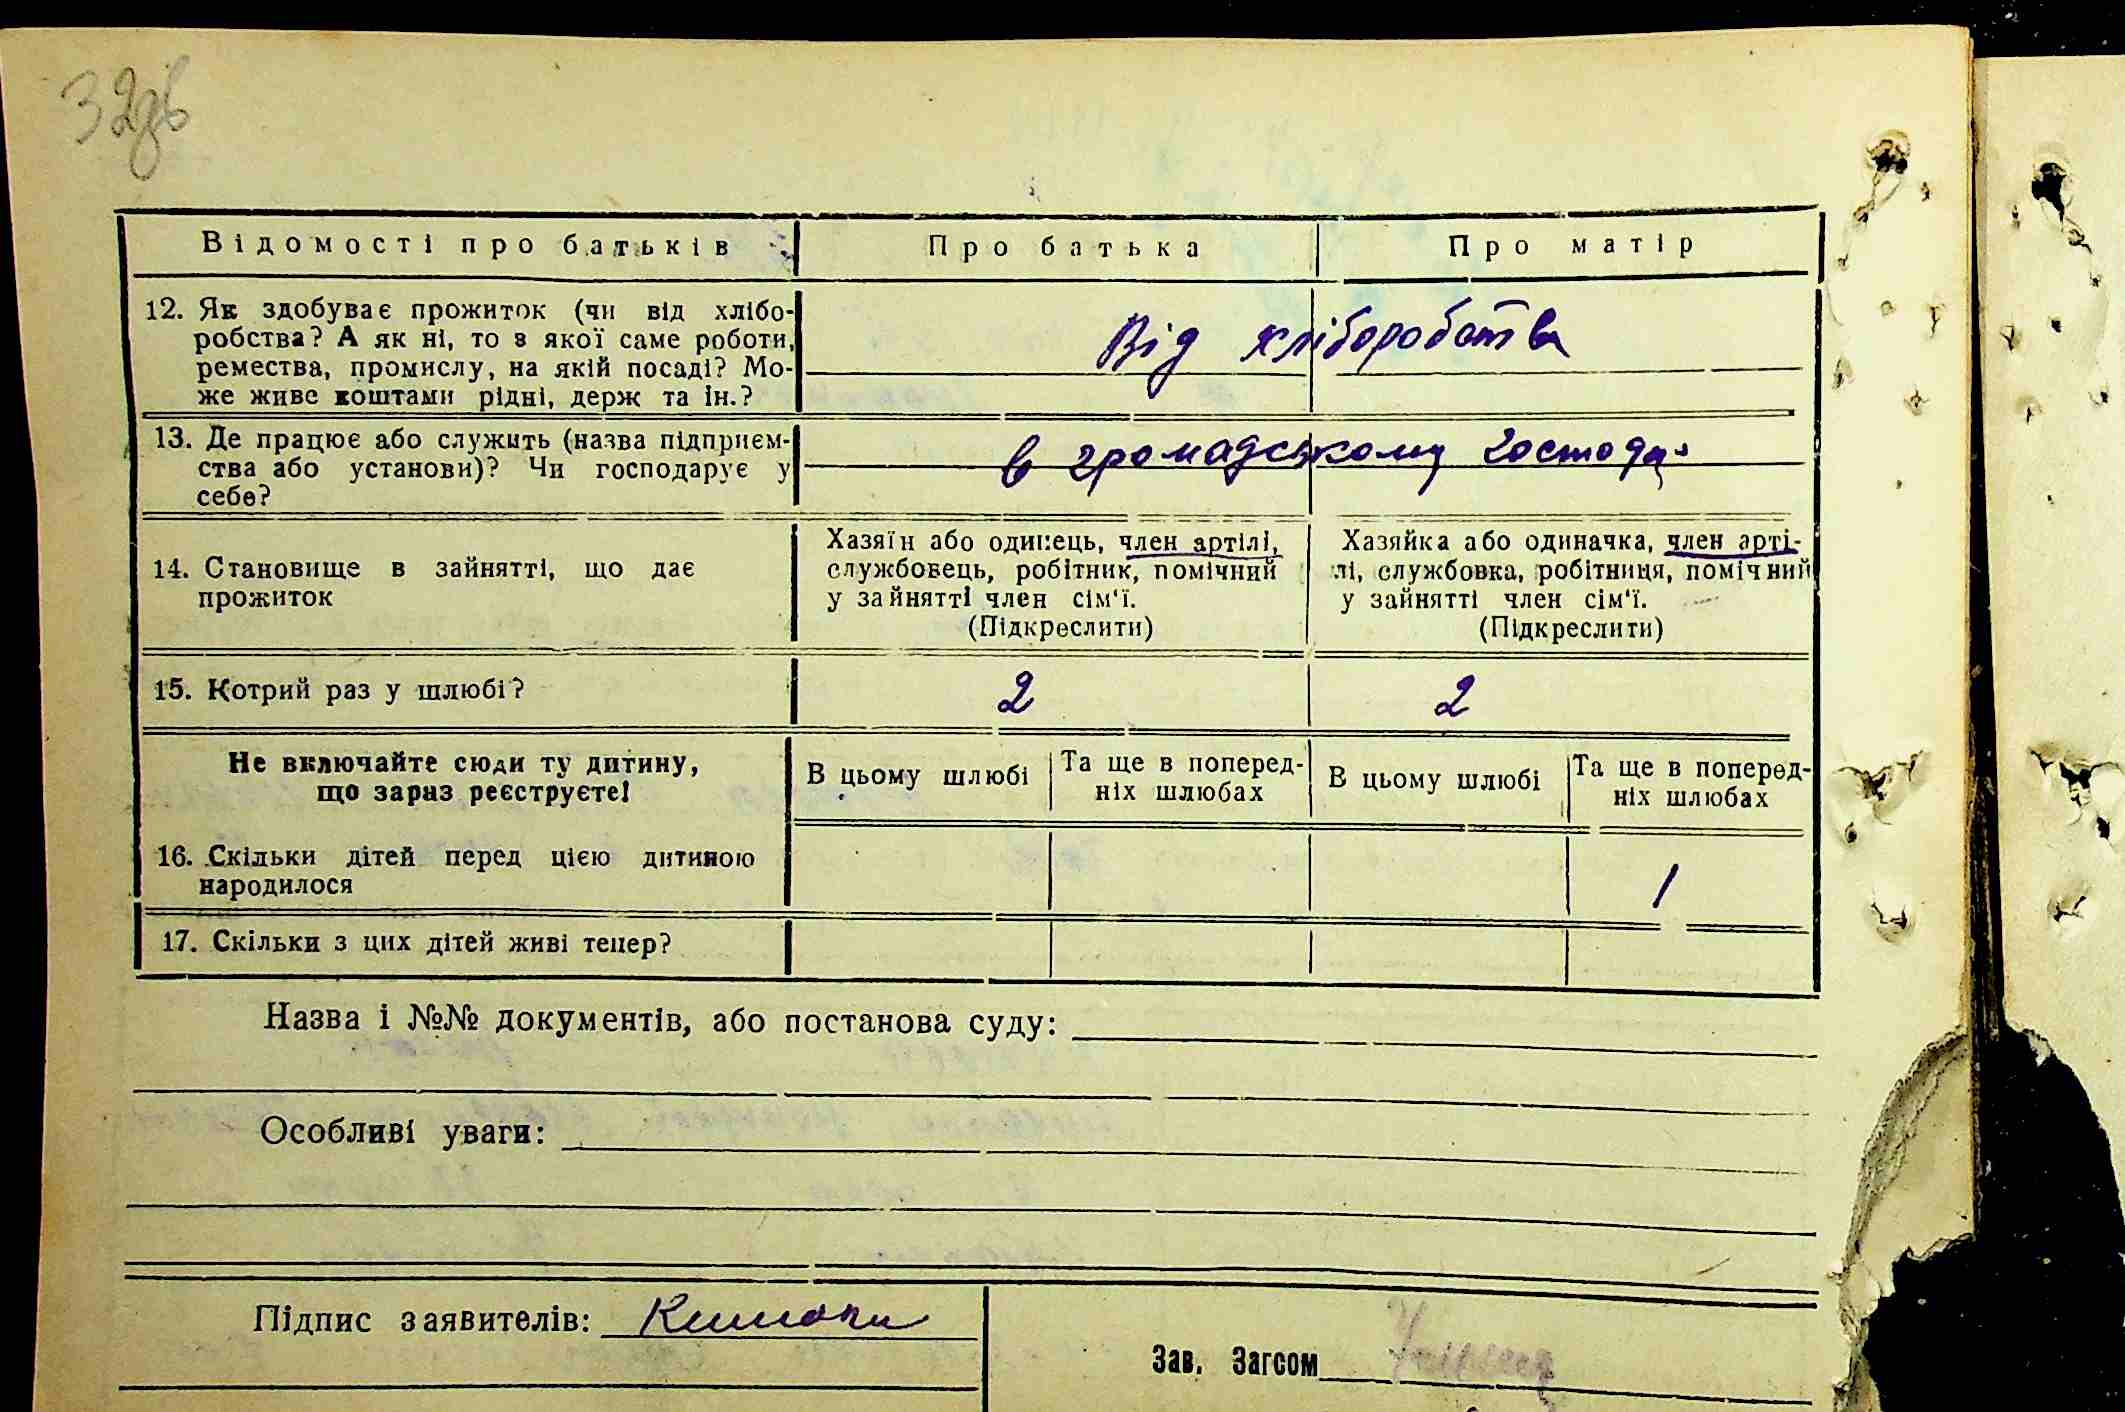 32зв
Відомості про батьків Про батька Про матір
12. Як здобуває прожиток (чи від хлібо-
робства? А як ні, то з якої саме роботи,
ремества, промислу, на якій посаді? Мо-
же живе коштами рідні, держ та ін.?
Від хліборобства
13. Де працює або служить (назва підприєм-
ства або установи)? Чи господарує у
себе?
в громадському господар
14. Становище в зайнятті, що дає
прожиток
Хазяїн або одинець, член артілі,
службовець, робітник, помічний
у зайнятті член сім'ї.
(Підкреслити)
Хазяйка або одиначка, член арті-
лі, службовка, робітниця, помічний
у зайнятті член сім'ї.
(Підкреслити)
15. Котрий раз у шлюбі? 2 2
Не включайте сюди ту дитину,
що зараз реєструєте!
В цьому шлюбі
Та ще в поперед-
ніх шлюбах
В цьому шлюбі
Та ще в поперед-
ніх шлюбах
16. Скільки дітей перед цією дитиною
народилося
1
17. Скільки з цих дітей живі тепер?
Назва і №№ документів, або постанова суду:
Особливі уваги:
Підпис заявителів:
Зав. Загсом